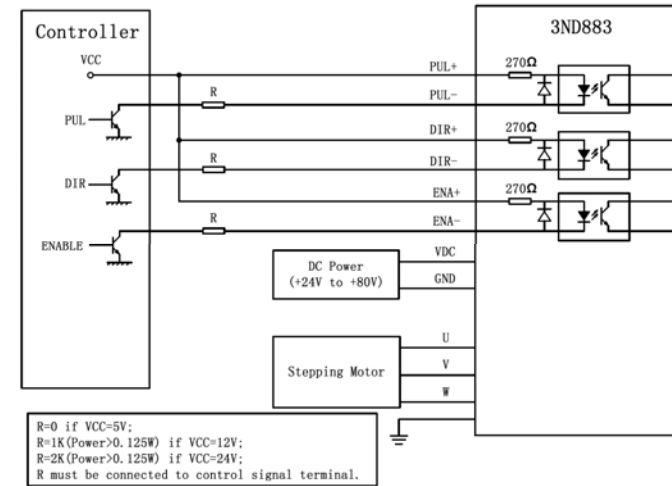 Controller
3ND883
VCC
PUL+
270Ω
R
PUL-
PUL
DIR+
270Ω
R
DIR-
DIR
ENA+
270Ω
R
ENA-
ENABLE
VDC
DC Power
(+24V to +80V)
GND
U
Stepping Motor
V
W
R=0 if VCC=5V;
R=1K(Power>0.125W) if VCC=12V;
R=2K(Power>0.125W) if VCC=24V;
R must be connected to control signal terminal.